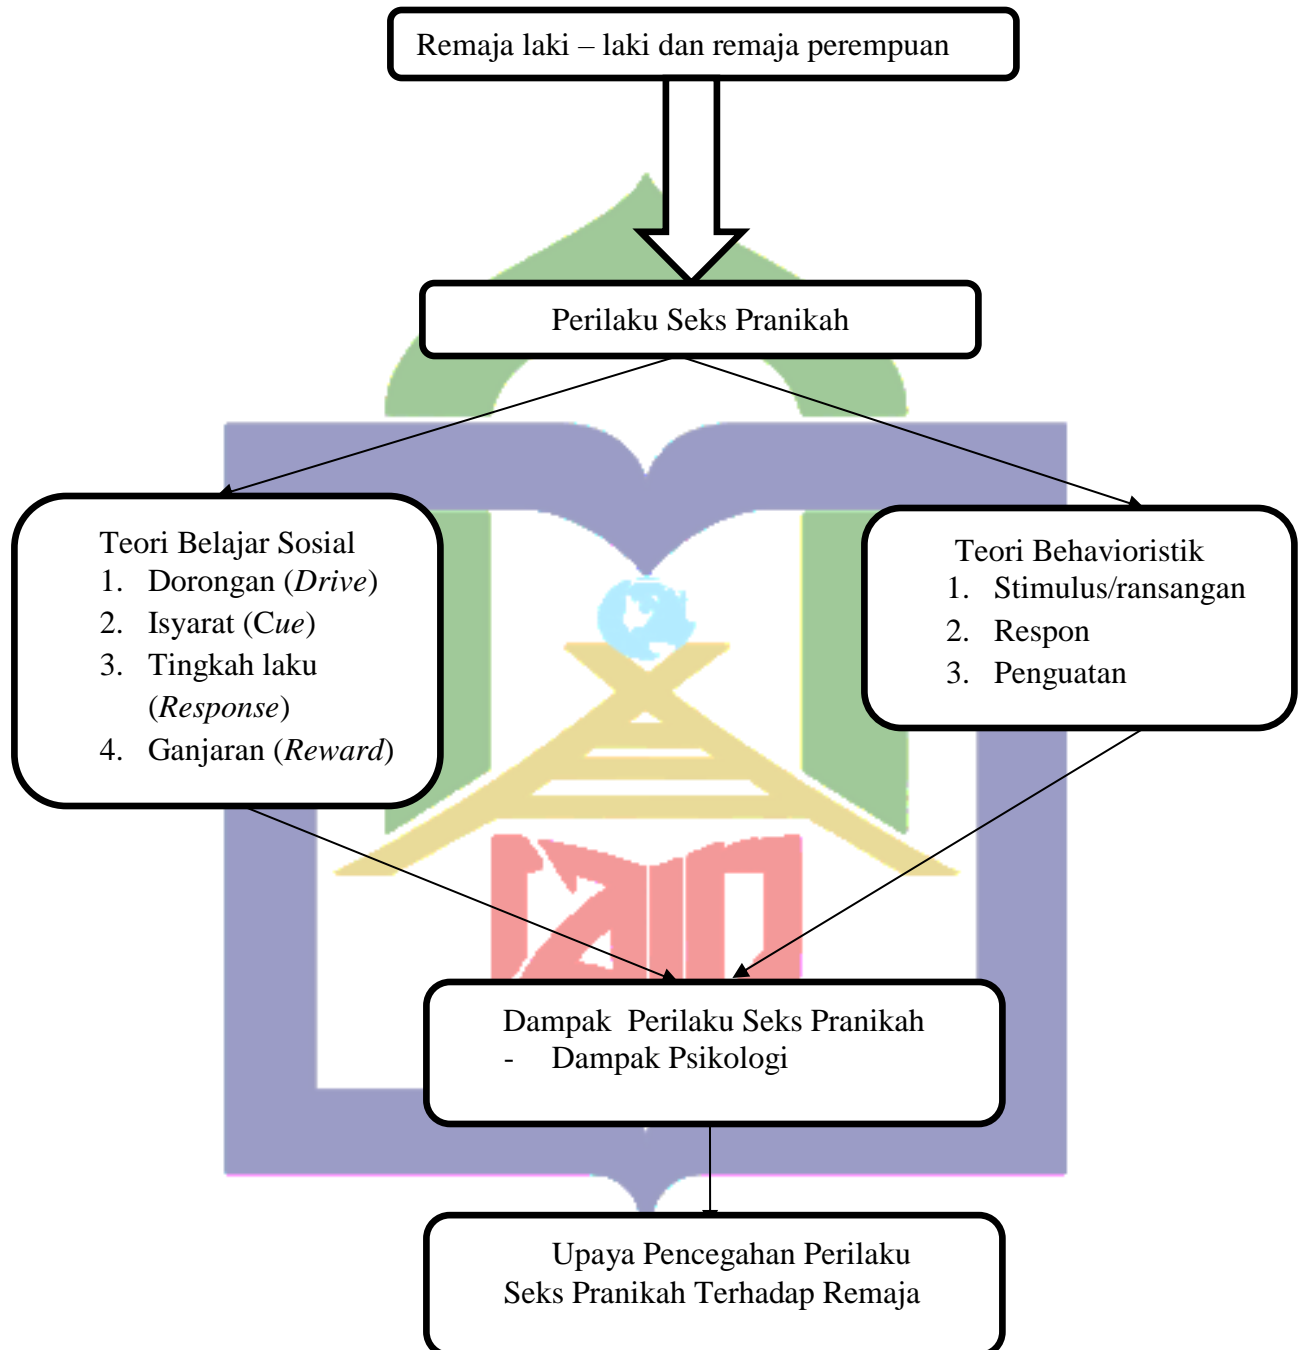 Remaja laki – laki dan remaja perempuan
Perilaku Seks Pranikah
Teori Belajar Sosial
1. Dorongan (Drive)
2. Isyarat (Cue)
3. Tingkah laku
(Response)
4. Ganjaran (Reward)
Teori Behavioristik
1. Stimulus/ransangan
2. Respon
3. Penguatan
Dampak Perilaku Seks Pranikah
- Dampak Psikologi
Upaya Pencegahan Perilaku
Seks Pranikah Terhadap Remaja